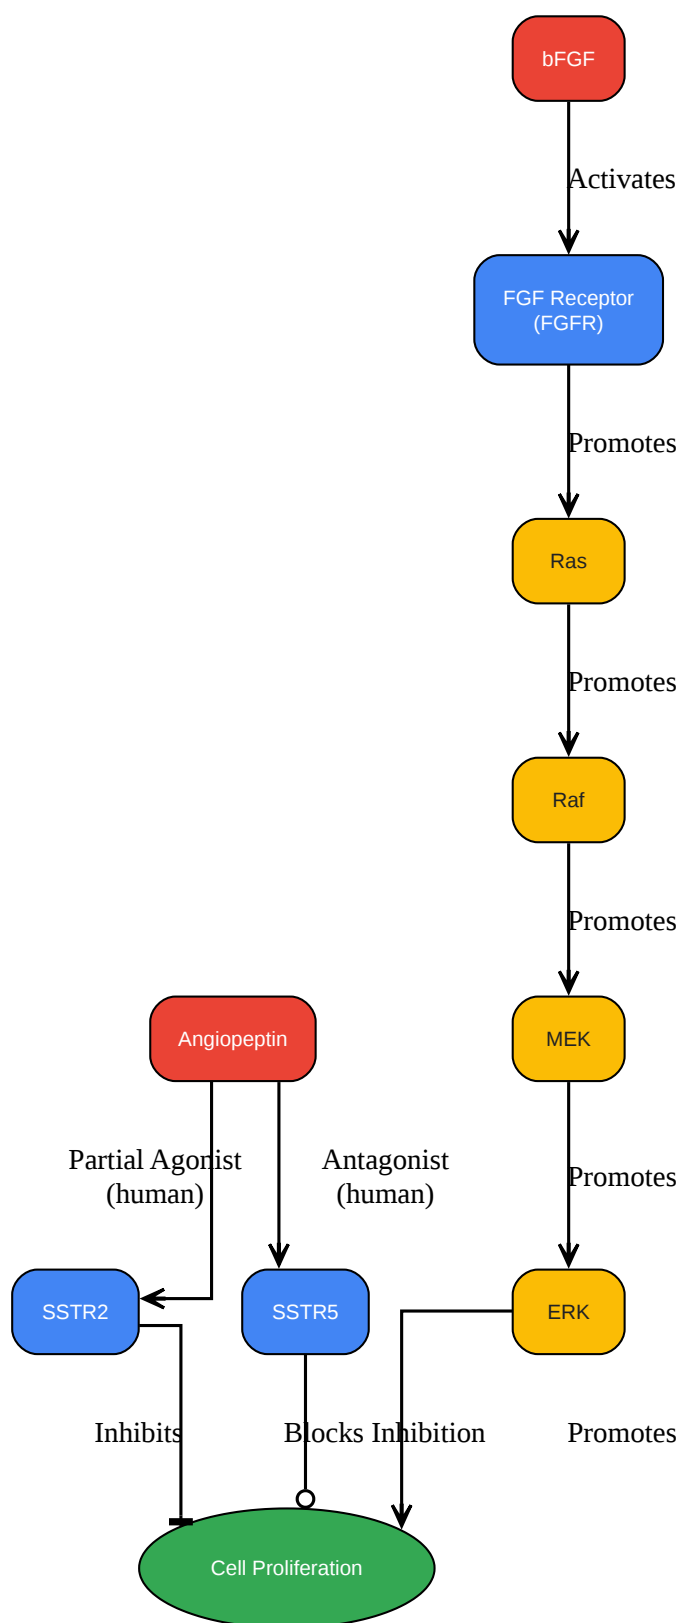 bFGF
Activates
FGF Receptor
(FGFR)
Promotes
Ras
Promotes
Raf
Promotes
Angiopeptin
MEK
Partial Agonist
(human)
Antagonist
(human)
Promotes
SSTR2
SSTR5
ERK
Inhibits
Blocks Inhibition
Promotes
Cell Proliferation